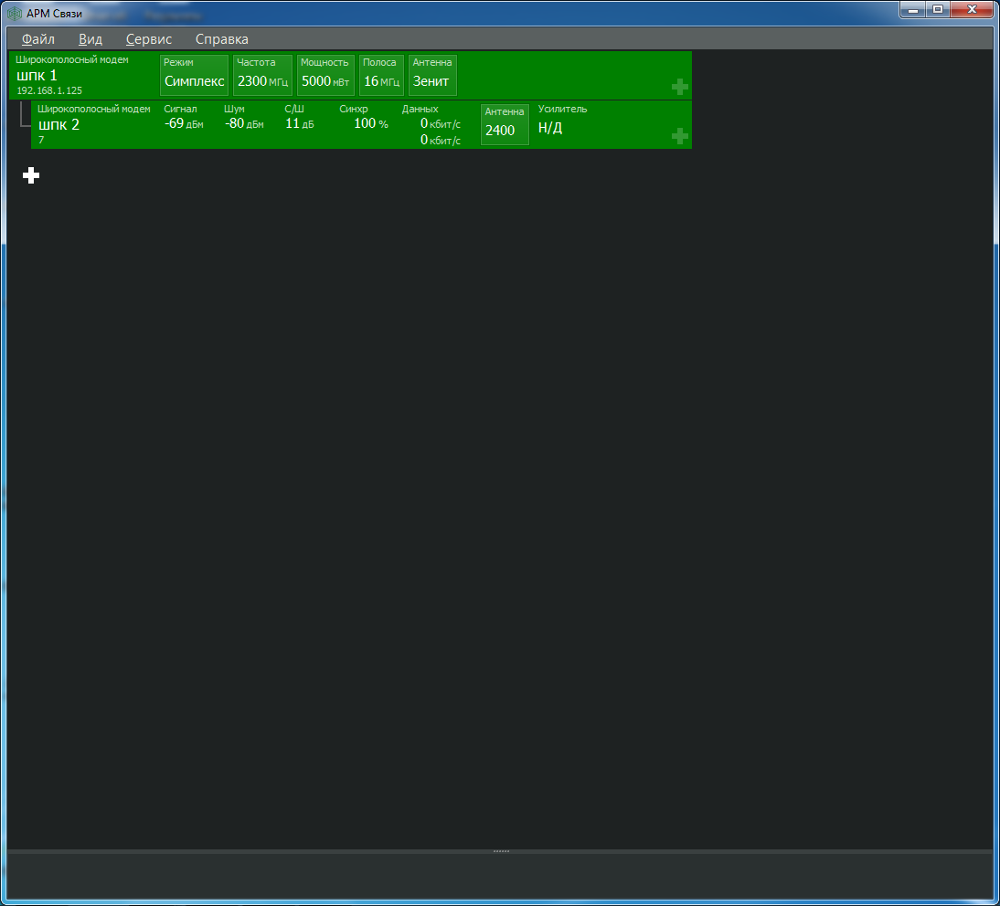 АРМ Связи
Файл Вид Сервис Справка
Широкополосный модем
шпк 1
192.168.1.125
Режим
Симплекс
Частота
2300 МГц
Мощность
5000 мВт
Полоса
16 МГц
Антенна
Зенит
Широкополосный модем
шпк 2
7
Сигнал
-69 дБм
Шум
-80 дБм
С/Ш
11 дБ
Синхр
100 %
Данных
0 кбит/с
0 кбит/с
Антенна
2400
Усилитель
Н/Д